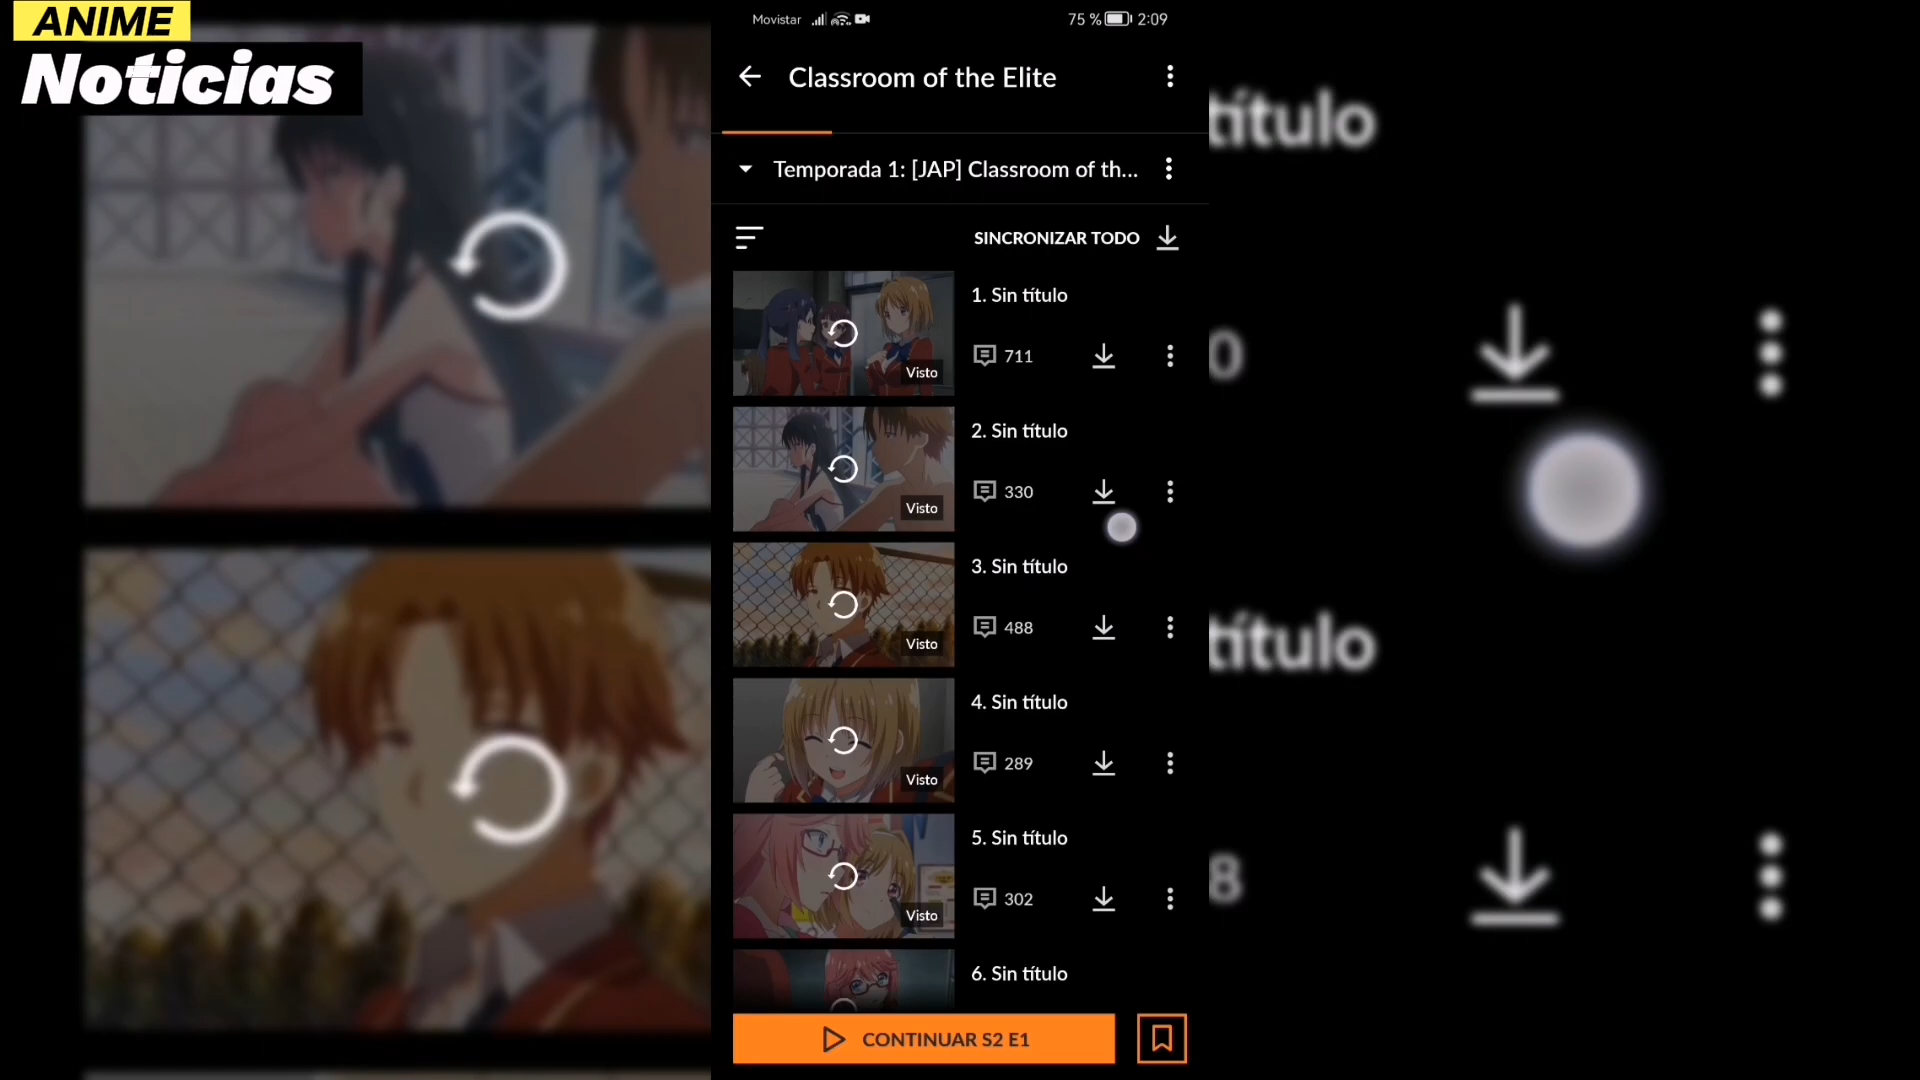 ANIME
Noticias
Movistar
75 % 2:09
Classroom of the Elite
Temporada 1: [JAP] Classroom of th...
SINCRONIZAR TODO
1. Sin título
711
Visto
2. Sin título
330
Visto
3. Sin título
488
Visto
4. Sin título
289
Visto
5. Sin título
302
Visto
6. Sin título
CONTINUAR S2 E1
título
0
título
8